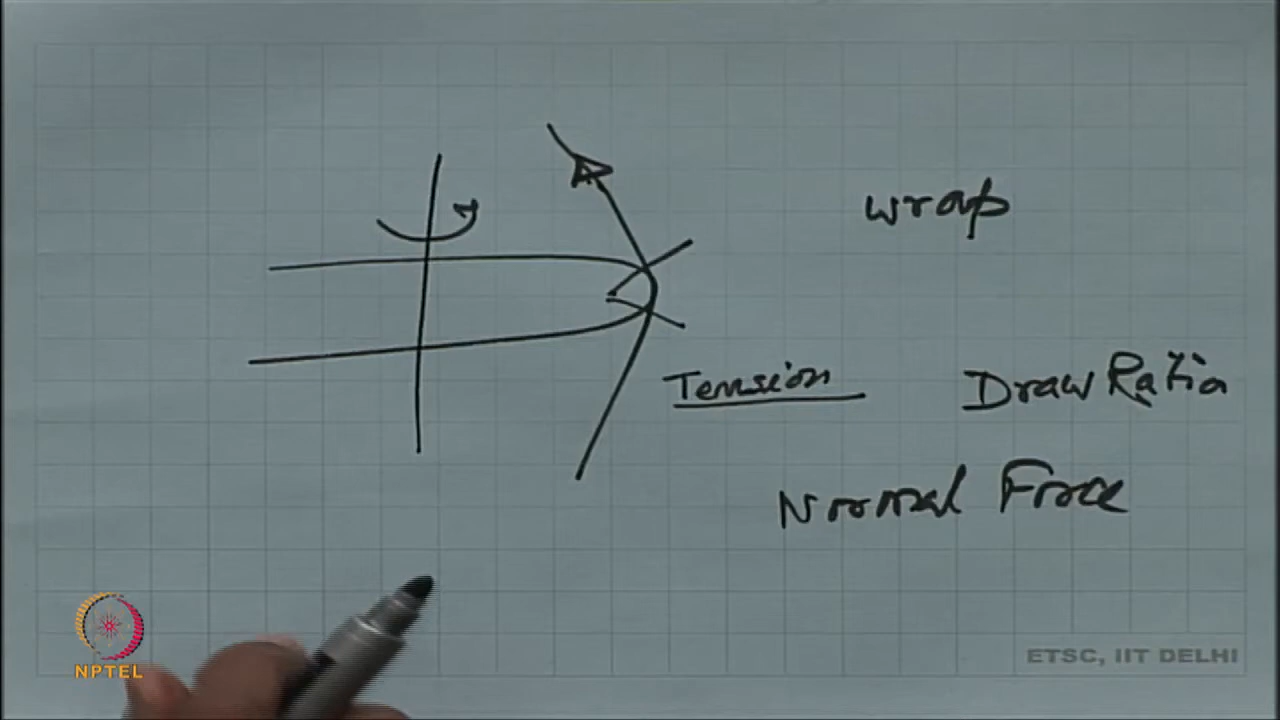 wrap
Tension Draw Ratio
Normal Force
NPTEL
ETSC, IIT DELHI